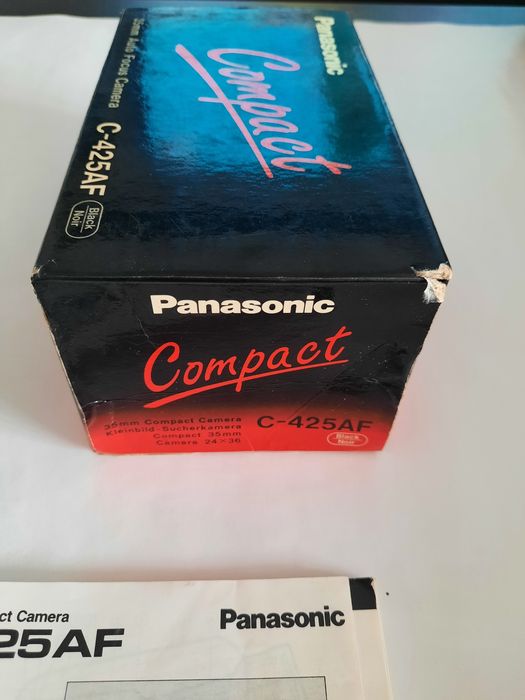 Panasonic
Compact
35mm Auto Focus Camera C-425AF
Black
Noir
Panasonic
Compact
35mm Compact Camera
Kleinbild-Sucherkamera
Compact 35mm
Camera 24×36
C-425AF
Black
Noir
ct Camera
25AF
Panasonic